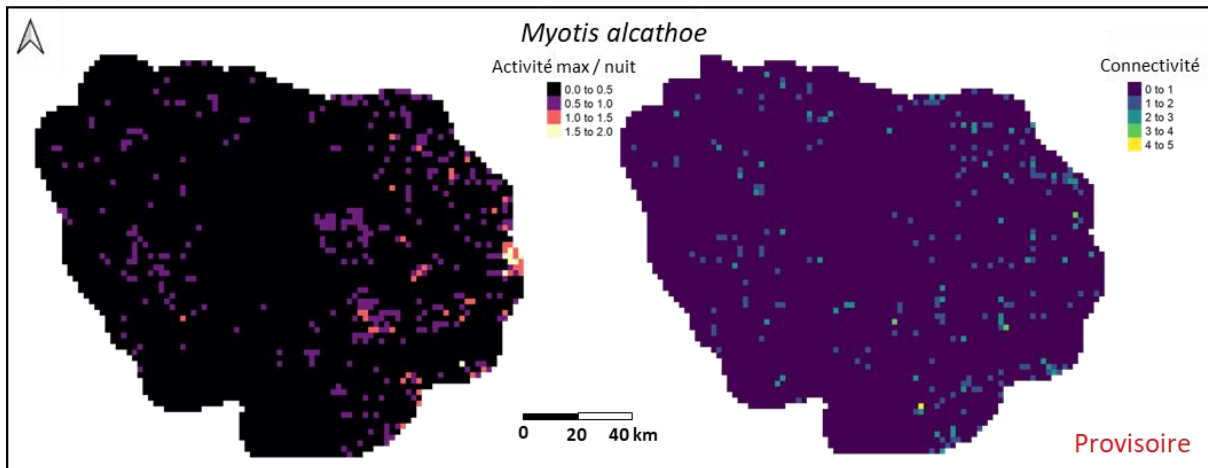 Myotis alcathoe
Activité max / nuit
0.0 to 0.5
0.5 to 1.0
1.0 to 1.5
1.5 to 2.0
Connectivité
0 to 1
1 to 2
2 to 3
3 to 4
4 to 5
0 20 40 km
Provisoire